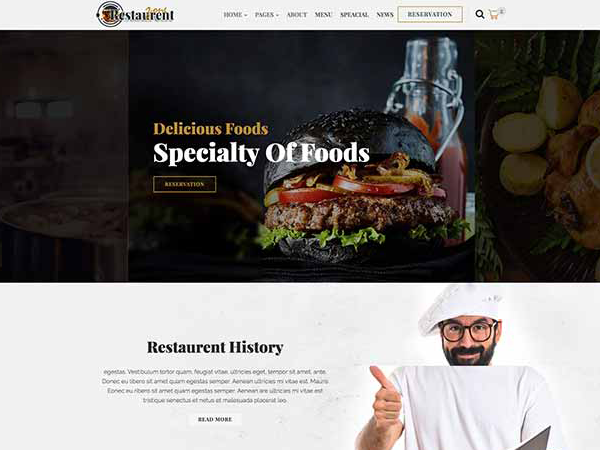 Restaurent
HOME PAGES ABOUT MENU SPEACIAL NEWS RESERVATION
Delicious Foods
Specialty Of Foods
RESERVATION
Restaurent History
egestas. Vestibulum tortor quam, feugiat vitae, ultricies eget, tempor sit amet, ante.
Donec eu libero sit amet quam egestas semper. Aenean ultricies mi vitae est. Mauris
Eonec eu libero sit amet quam egestas semper. Aenean are ultricies mi vitae est
tristique senectus et netus et malesuada placerat leo.
READ MORE